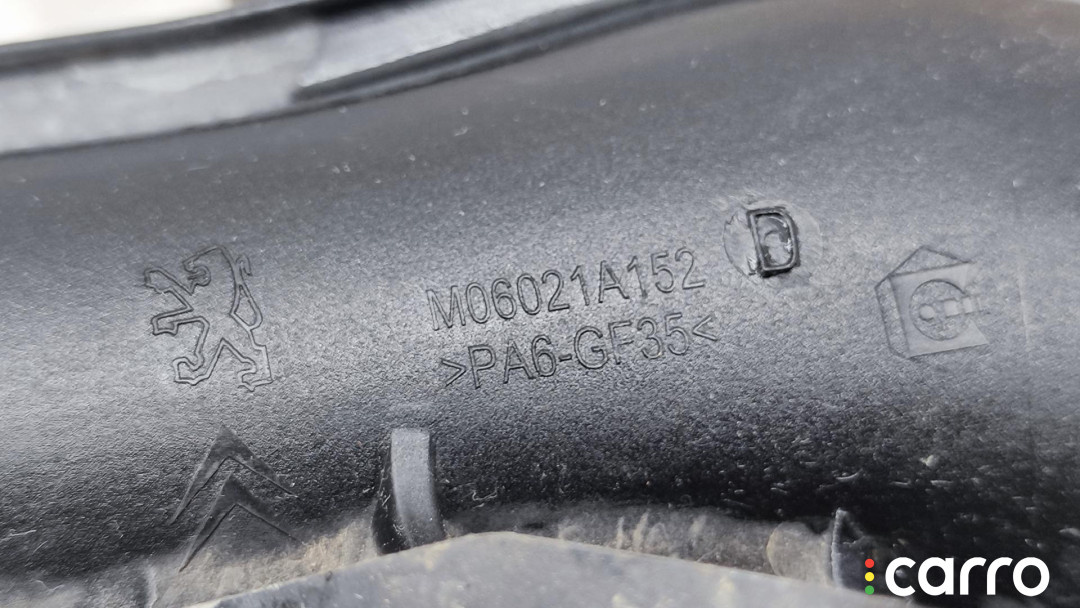 M06021A152
>PA6-GF35<
D
carro